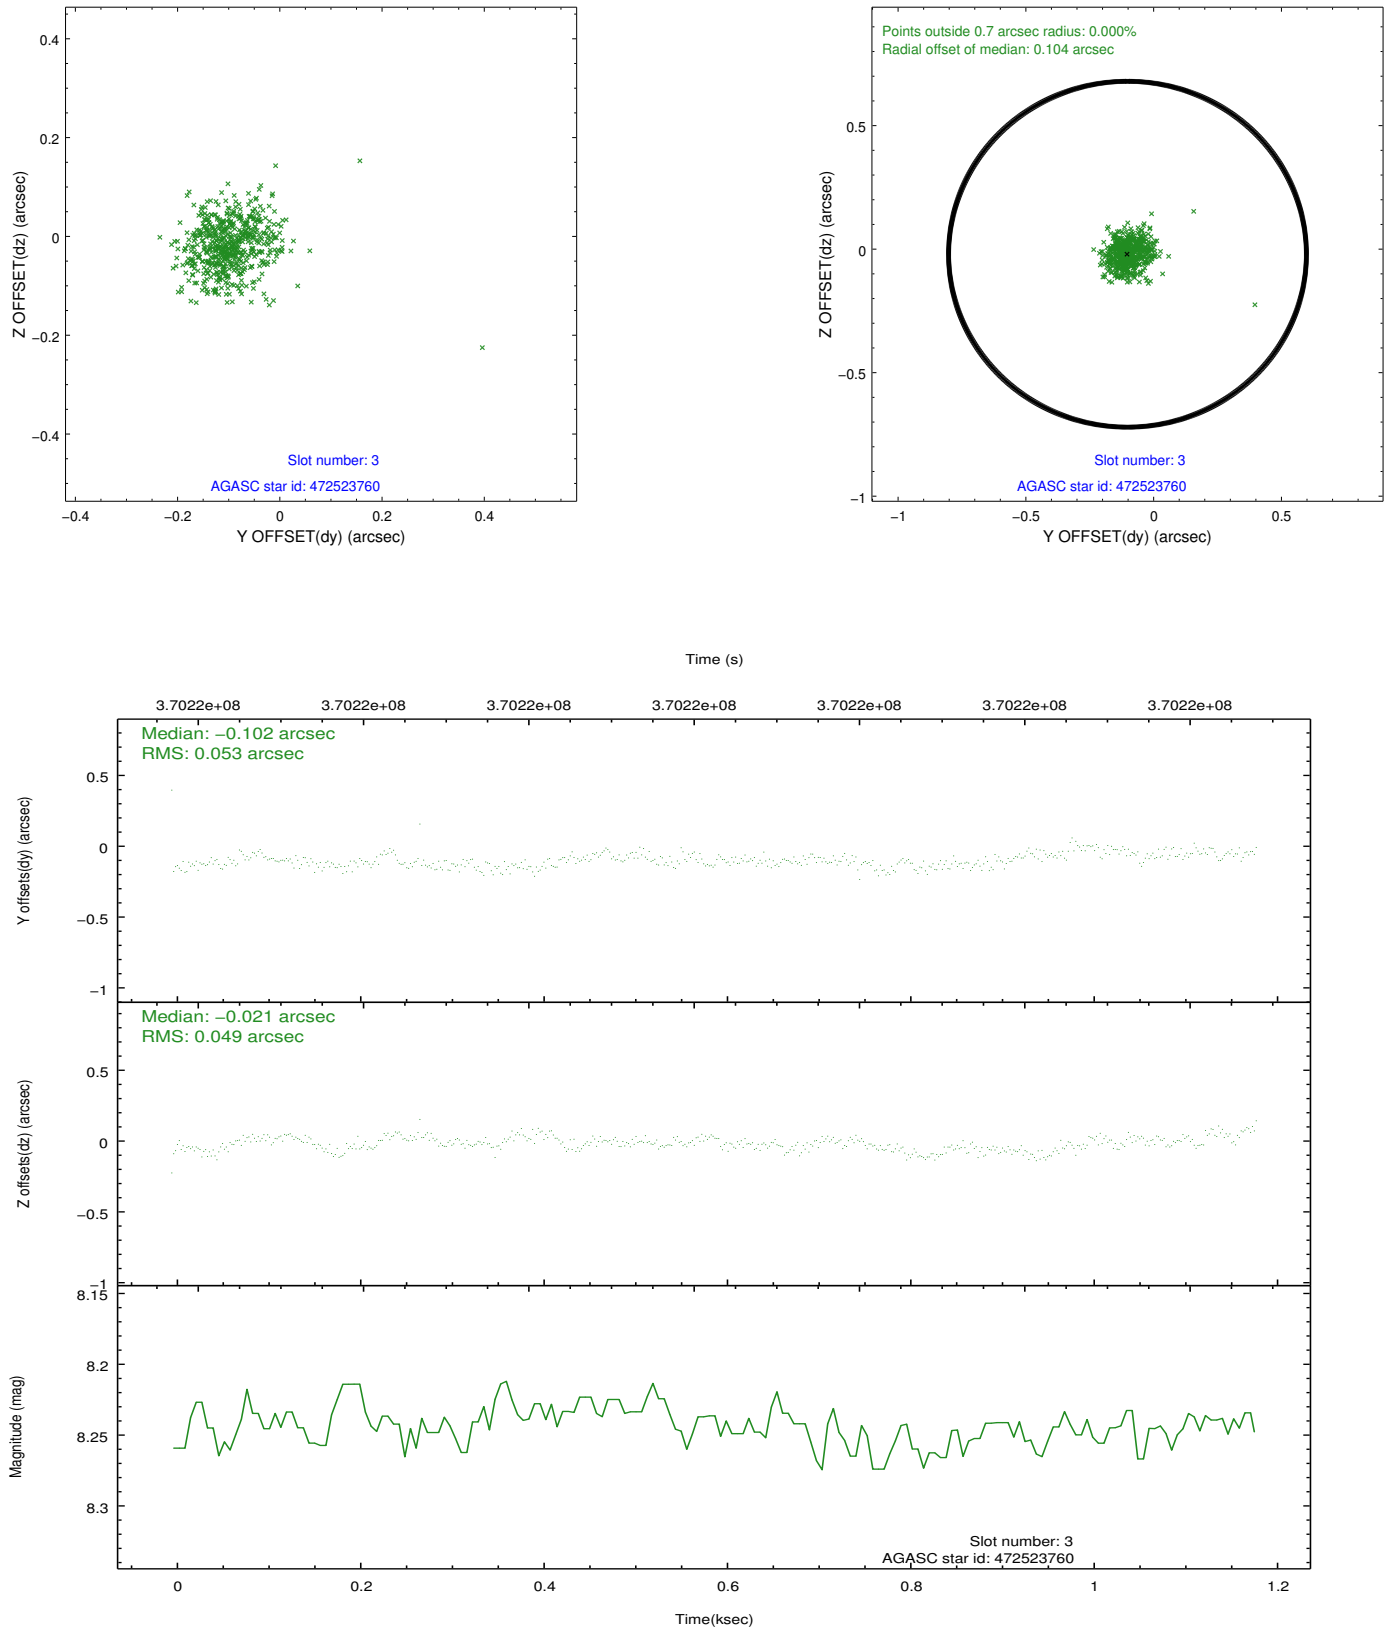 0.4
0.2
0
−0.2
−0.4
Z OFFSET(dz) (arcsec)
Slot number: 3
AGASC star id: 472523760
−0.4 −0.2 0 0.2 0.4
Y OFFSET(dy) (arcsec)
Points outside 0.7 arcsec radius: 0.000%
Radial offset of median: 0.104 arcsec
0.5
0
−0.5
−1
Z OFFSET(dz) (arcsec)
Slot number: 3
AGASC star id: 472523760
−1 −0.5 0 0.5
Y OFFSET(dy) (arcsec)
Time (s)
3.7022e+08 3.7022e+08 3.7022e+08 3.7022e+08 3.7022e+08 3.7022e+08 3.7022e+08
Median: −0.102 arcsec
RMS: 0.053 arcsec
0.5
0
−0.5
−1
Y offsets(dy) (arcsec)
Median: −0.021 arcsec
RMS: 0.049 arcsec
0.5
0
−0.5
−1
Z offsets(dz) (arcsec)
8.15
8.2
8.25
8.3
Magnitude (mag)
Slot number: 3
AGASC star id: 472523760
0 0.2 0.4 0.6 0.8 1 1.2
Time(ksec)